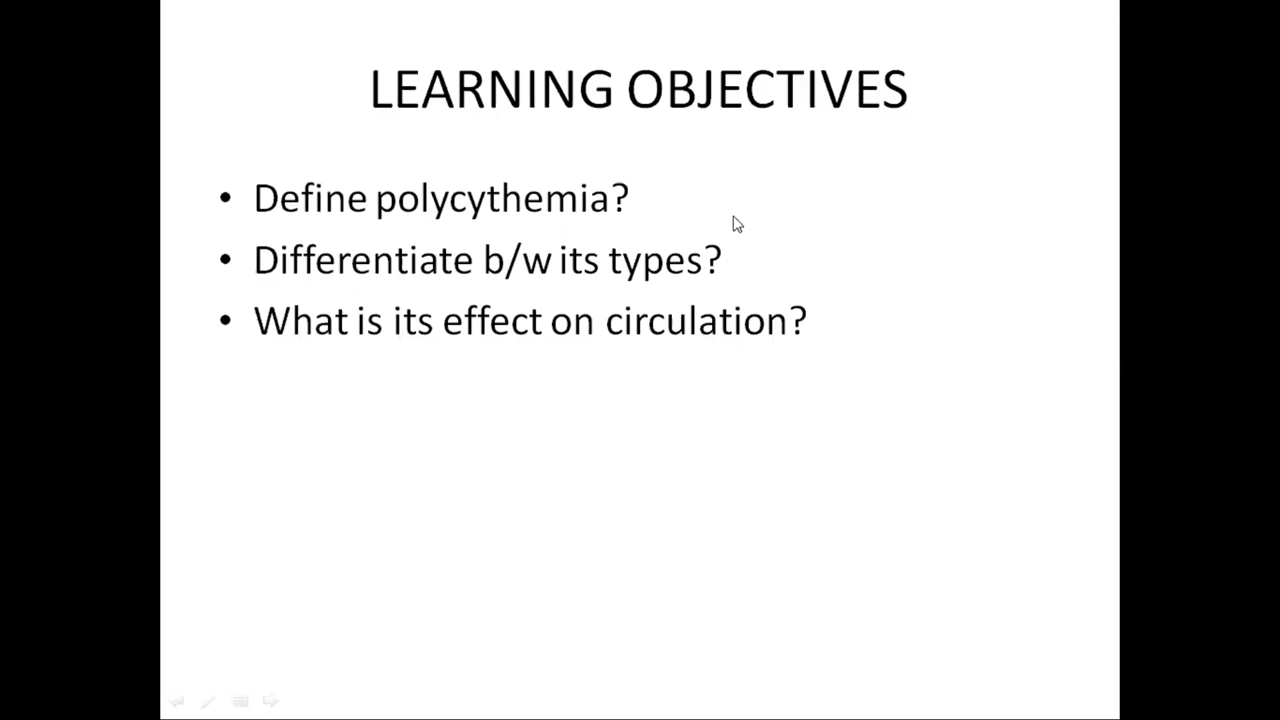 LEARNING OBJECTIVES
• Define polycythemia?
• Differentiate b/w its types?
• What is its effect on circulation?